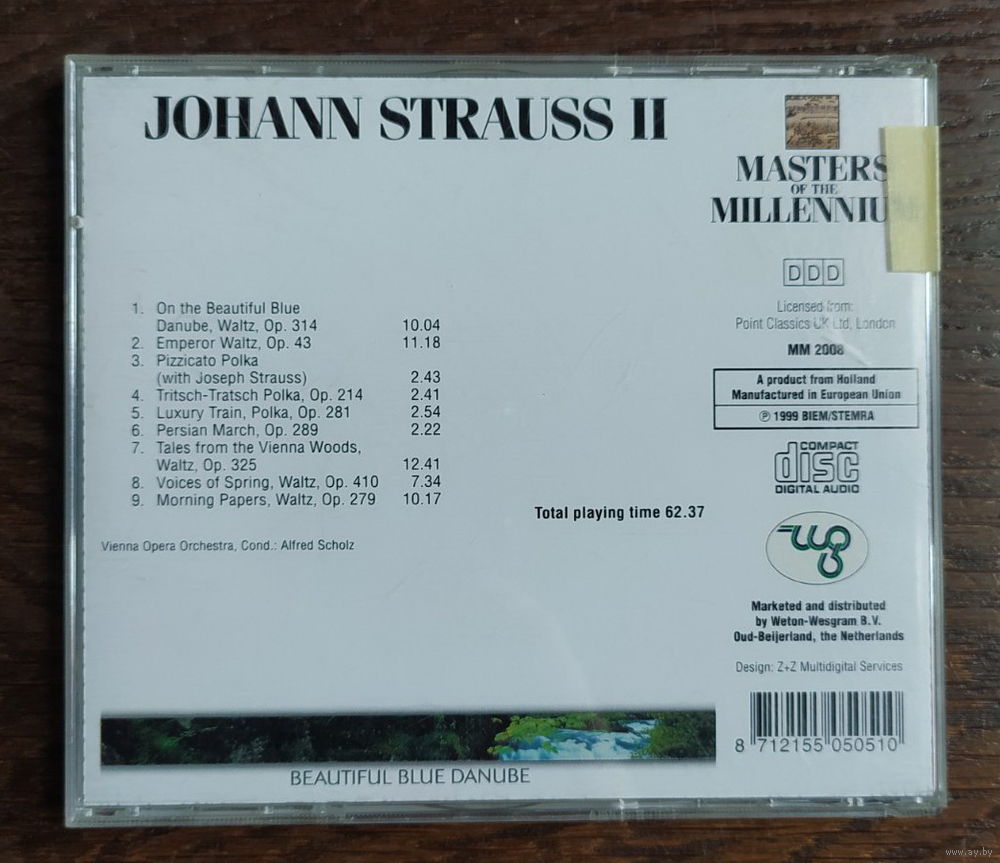 JOHANN STRAUSS II
MASTERS
OF THE
MILLENNIUM
DDD
Licensed from:
Point Classics UK Ltd, London
MM 2008
A product from Holland
Manufactured in European Union
℗ 1999 BIEM/STEMRA
COMPACT
disc
DIGITAL AUDIO
1. On the Beautiful Blue
Danube, Waltz, Op. 314 10.04
2. Emperor Waltz, Op. 43 11.18
3. Pizzicato Polka
(with Joseph Strauss) 2.43
4. Tritsch-Tratsch Polka, Op. 214 2.41
5. Luxury Train, Polka, Op. 281 2.54
6. Persian March, Op. 289 2.22
7. Tales from the Vienna Woods,
Waltz, Op. 325 12.41
8. Voices of Spring, Waltz, Op. 410 7.34
9. Morning Papers, Waltz, Op. 279 10.17
Total playing time 62.37
Vienna Opera Orchestra, Cond.: Alfred Scholz
Marketed and distributed
by Weton-Wesgram B.V.
Oud-Beijerland, the Netherlands
Design: Z+Z Multidigital Services
8 712155 050510
BEAUTIFUL BLUE DANUBE
www.ay.by